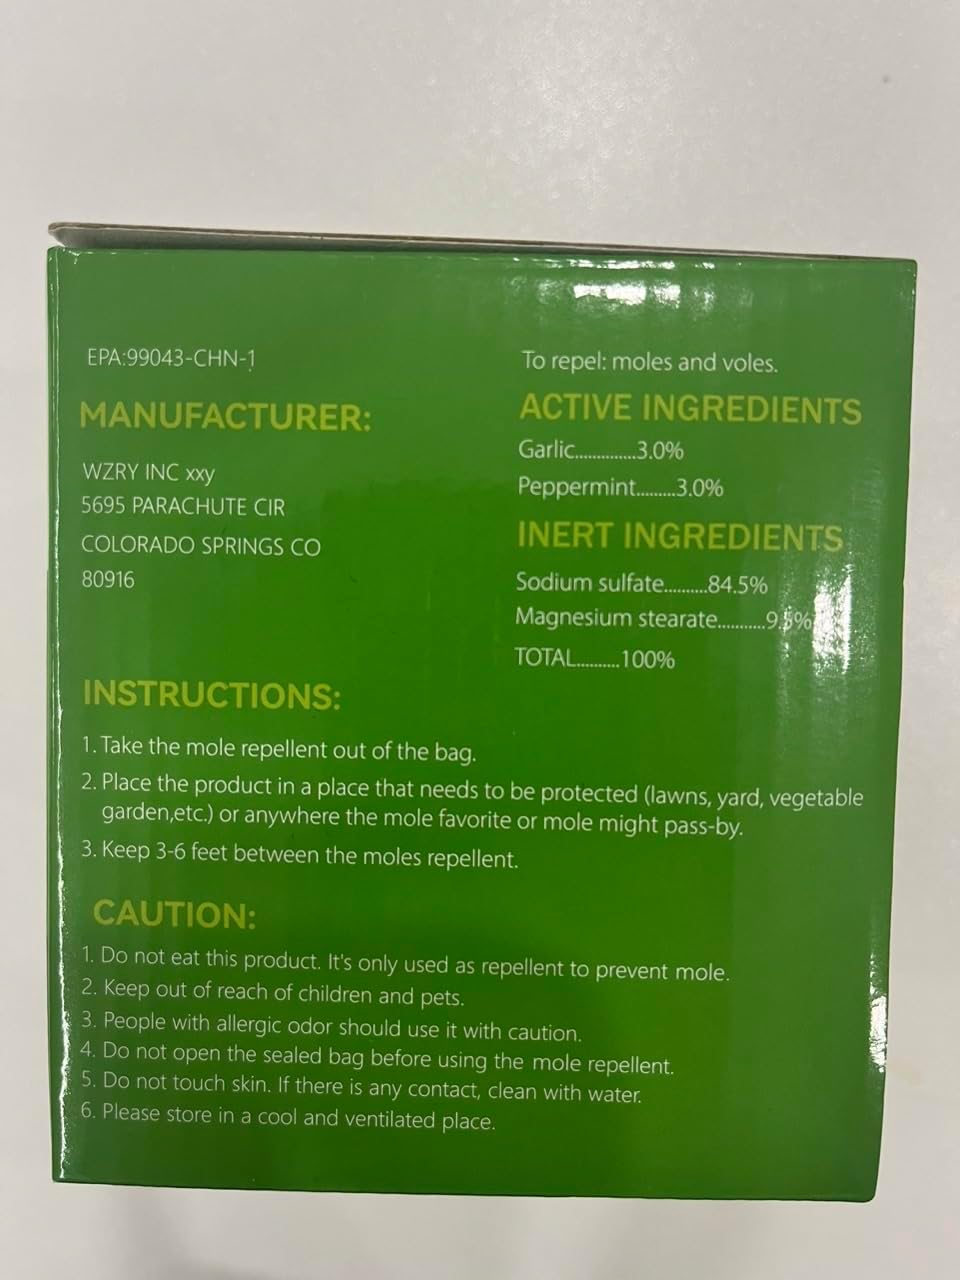 EPA:99043-CHN-1
MANUFACTURER:
WZRY INC xxy
5695 PARACHUTE CIR
COLORADO SPRINGS CO
80916
To repel: moles and voles.
ACTIVE INGREDIENTS
Garlic..............3.0%
Peppermint.........3.0%
INERT INGREDIENTS
Sodium sulfate..........84.5%
Magnesium stearate...........9.5%
TOTAL..........100%
INSTRUCTIONS:
1. Take the mole repellent out of the bag.
2. Place the product in a place that needs to be protected (lawns, yard, vegetable
garden,etc.) or anywhere the mole favorite or mole might pass-by.
3. Keep 3-6 feet between the moles repellent.
CAUTION:
1. Do not eat this product. It's only used as repellent to prevent mole.
2. Keep out of reach of children and pets.
3. People with allergic odor should use it with caution.
4. Do not open the sealed bag before using the mole repellent.
5. Do not touch skin. If there is any contact, clean with water.
6. Please store in a cool and ventilated place.